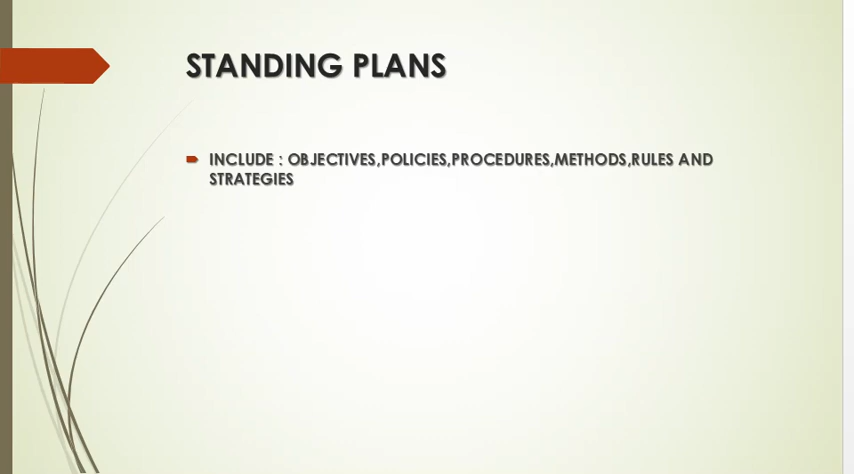 STANDING PLANS
INCLUDE : OBJECTIVES,POLICIES,PROCEDURES,METHODS,RULES AND
STRATEGIES